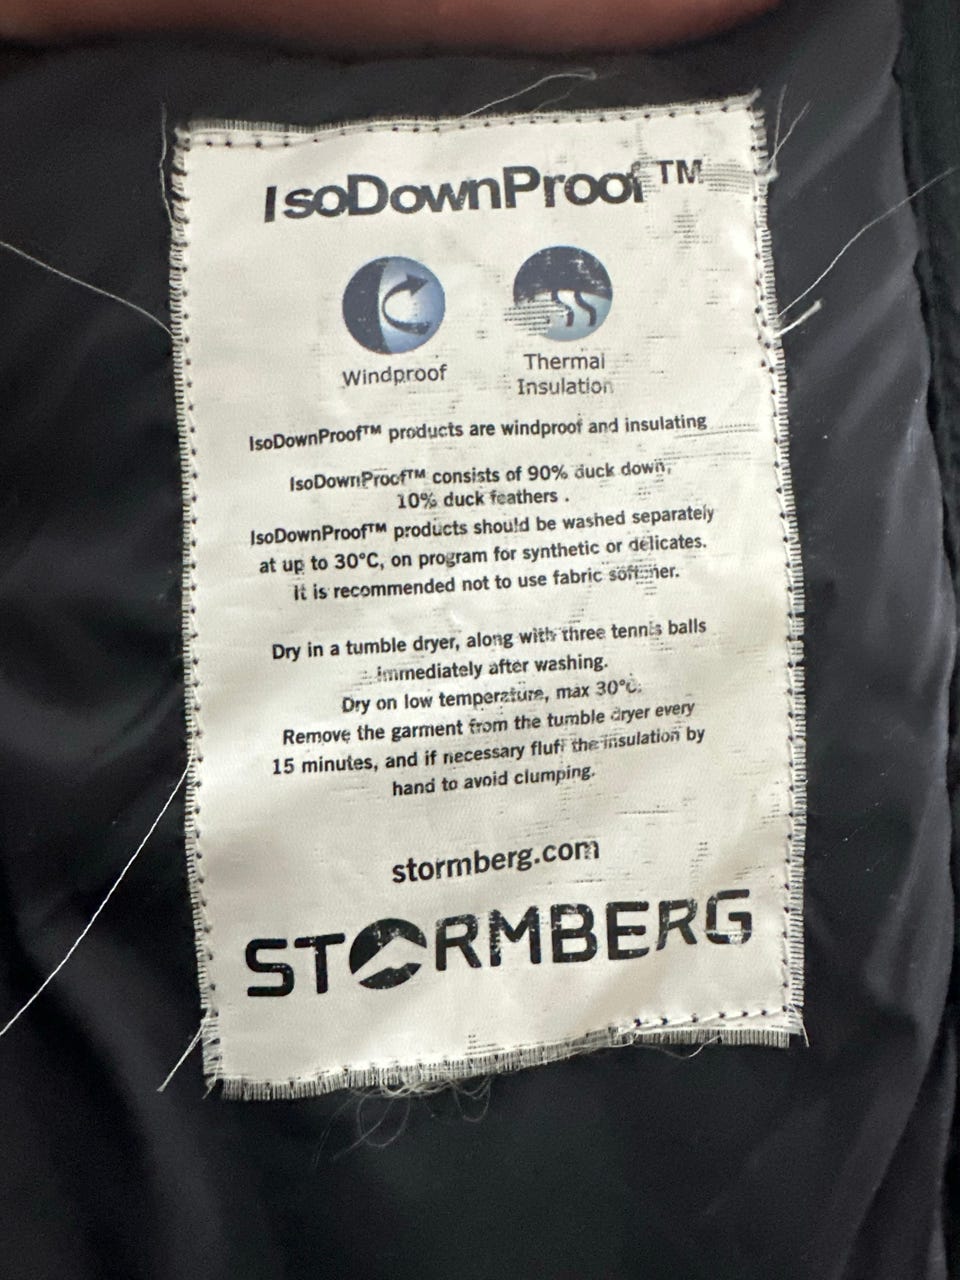 IsoDownProof™
Windproof
Thermal
Insulation
IsoDownProof™ products are windproof and insulating
IsoDownProof™ consists of 90% duck down,
10% duck feathers .
IsoDownProof™ products should be washed separately
at up to 30°C, on program for synthetic or delicates.
It is recommended not to use fabric softener.
Dry in a tumble dryer, along with three tennis balls
immediately after washing.
Dry on low temperature, max 30°C.
Remove the garment from the tumble dryer every
15 minutes, and if necessary fluff the insulation by
hand to avoid clumping.
stormberg.com
STORMBERG